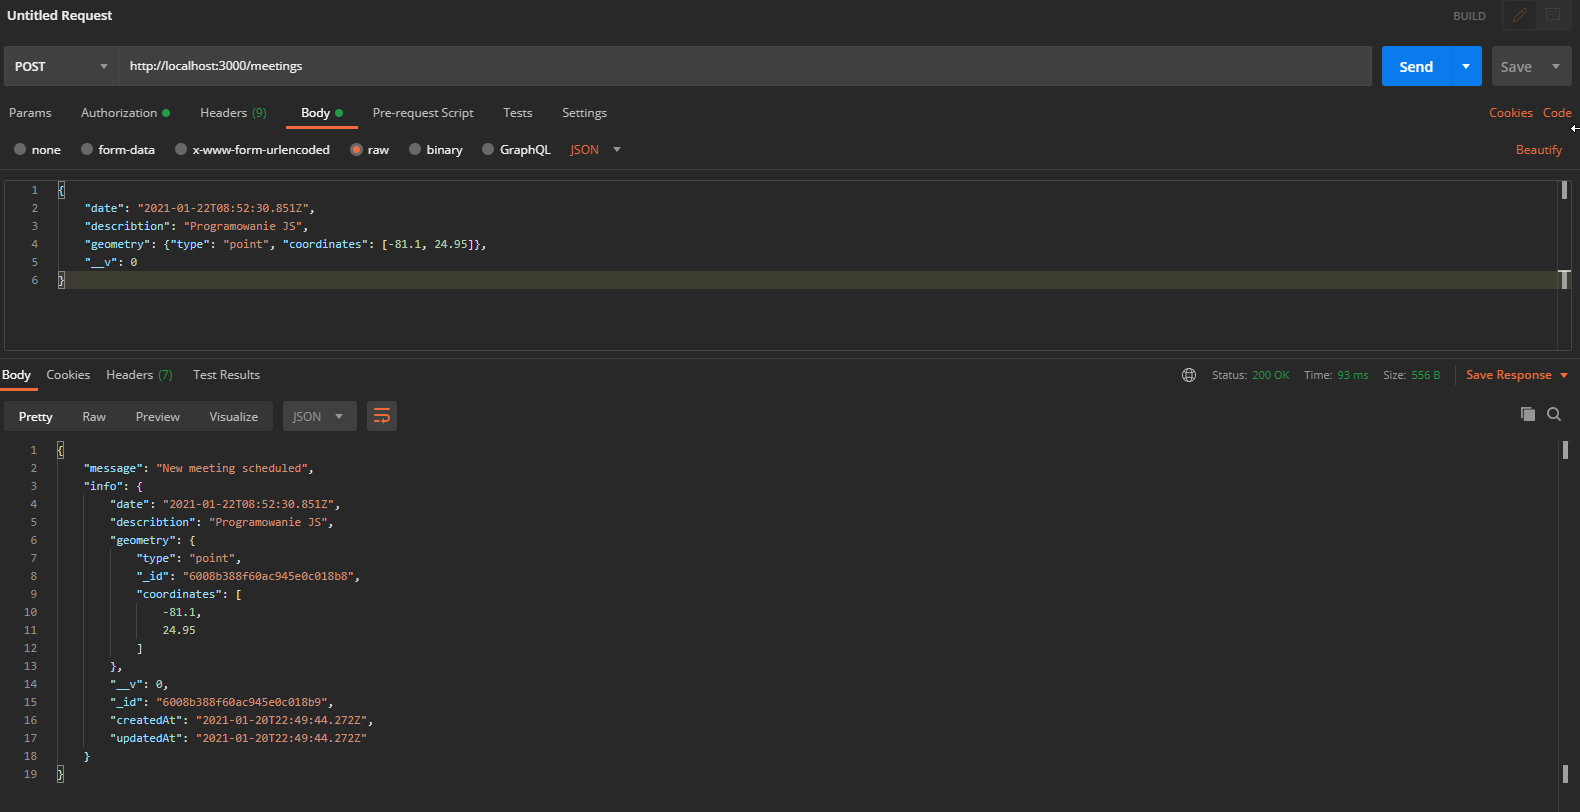 Untitled Request
BUILD
POST http://localhost:3000/meetings Send Save
Params Authorization Headers (9) Body Pre-request Script Tests Settings Cookies Code
none form-data x-www-form-urlencoded raw binary GraphQL JSON Beautify
1 {
2 "date": "2021-01-22T08:52:30.851Z",
3 "describtion": "Programowanie JS",
4 "geometry": {"type": "point", "coordinates": [-81.1, 24.95]},
5 "__v": 0
6 }
Body Cookies Headers (7) Test Results Status: 200 OK Time: 93 ms Size: 556 B Save Response
Pretty Raw Preview Visualize JSON
1 {
2 "message": "New meeting scheduled",
3 "info": {
4 "date": "2021-01-22T08:52:30.851Z",
5 "describtion": "Programowanie JS",
6 "geometry": {
7 "type": "point",
8 "_id": "6008b388f60ac945e0c018b8",
9 "coordinates": [
10 -81.1,
11 24.95
12 ]
13 },
14 "__v": 0,
15 "_id": "6008b388f60ac945e0c018b9",
16 "createdAt": "2021-01-20T22:49:44.272Z",
17 "updatedAt": "2021-01-20T22:49:44.272Z"
18 }
19 }